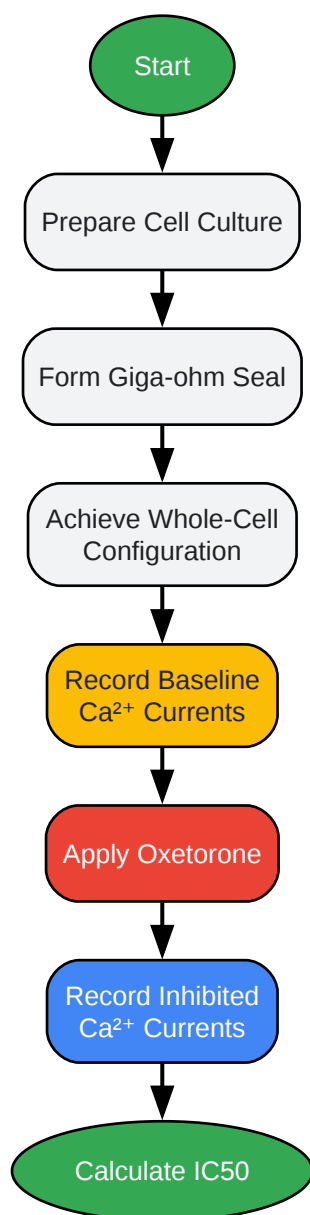 Start
Prepare Cell Culture
Form Giga-ohm Seal
Achieve Whole-Cell
Configuration
Record Baseline
Ca²⁺ Currents
Apply Oxetorone
Record Inhibited
Ca²⁺ Currents
Calculate IC50